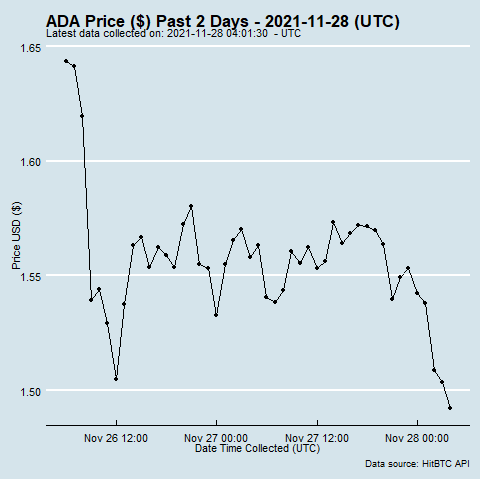 ADA Price ($) Past 2 Days - 2021-11-28 (UTC)
Latest data collected on: 2021-11-28 04:01:30  - UTC
1.65
1.60
1.55
1.50
Price USD ($)
Nov 26 12:00
Nov 27 00:00
Nov 27 12:00
Nov 28 00:00
Date Time Collected (UTC)
Data source: HitBTC API